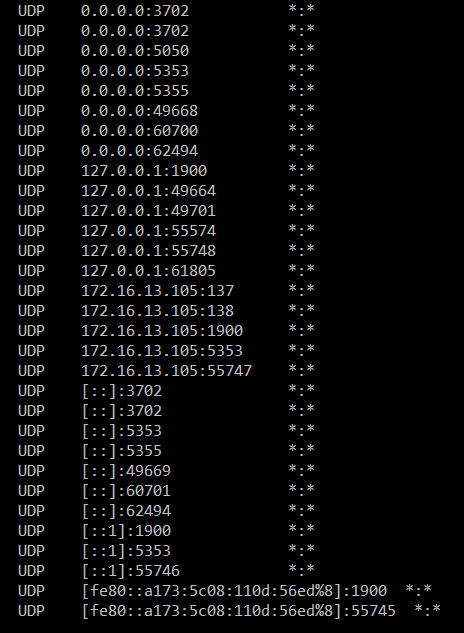 UDP    0.0.0.0:3702           *:*
UDP    0.0.0.0:3702           *:*
UDP    0.0.0.0:5050           *:*
UDP    0.0.0.0:5353           *:*
UDP    0.0.0.0:5355           *:*
UDP    0.0.0.0:49668          *:*
UDP    0.0.0.0:60700          *:*
UDP    0.0.0.0:62494          *:*
UDP    127.0.0.1:1900         *:*
UDP    127.0.0.1:49664        *:*
UDP    127.0.0.1:49701        *:*
UDP    127.0.0.1:55574        *:*
UDP    127.0.0.1:55748        *:*
UDP    127.0.0.1:61805        *:*
UDP    172.16.13.105:137      *:*
UDP    172.16.13.105:138      *:*
UDP    172.16.13.105:1900     *:*
UDP    172.16.13.105:5353     *:*
UDP    172.16.13.105:55747    *:*
UDP    [::]:3702              *:*
UDP    [::]:3702              *:*
UDP    [::]:5353              *:*
UDP    [::]:5355              *:*
UDP    [::]:49669             *:*
UDP    [::]:60701             *:*
UDP    [::]:62494             *:*
UDP    [::1]:1900             *:*
UDP    [::1]:5353             *:*
UDP    [::1]:55746            *:*
UDP    [fe80::a173:5c08:110d:56ed%8]:1900  *:*
UDP    [fe80::a173:5c08:110d:56ed%8]:55745  *:*